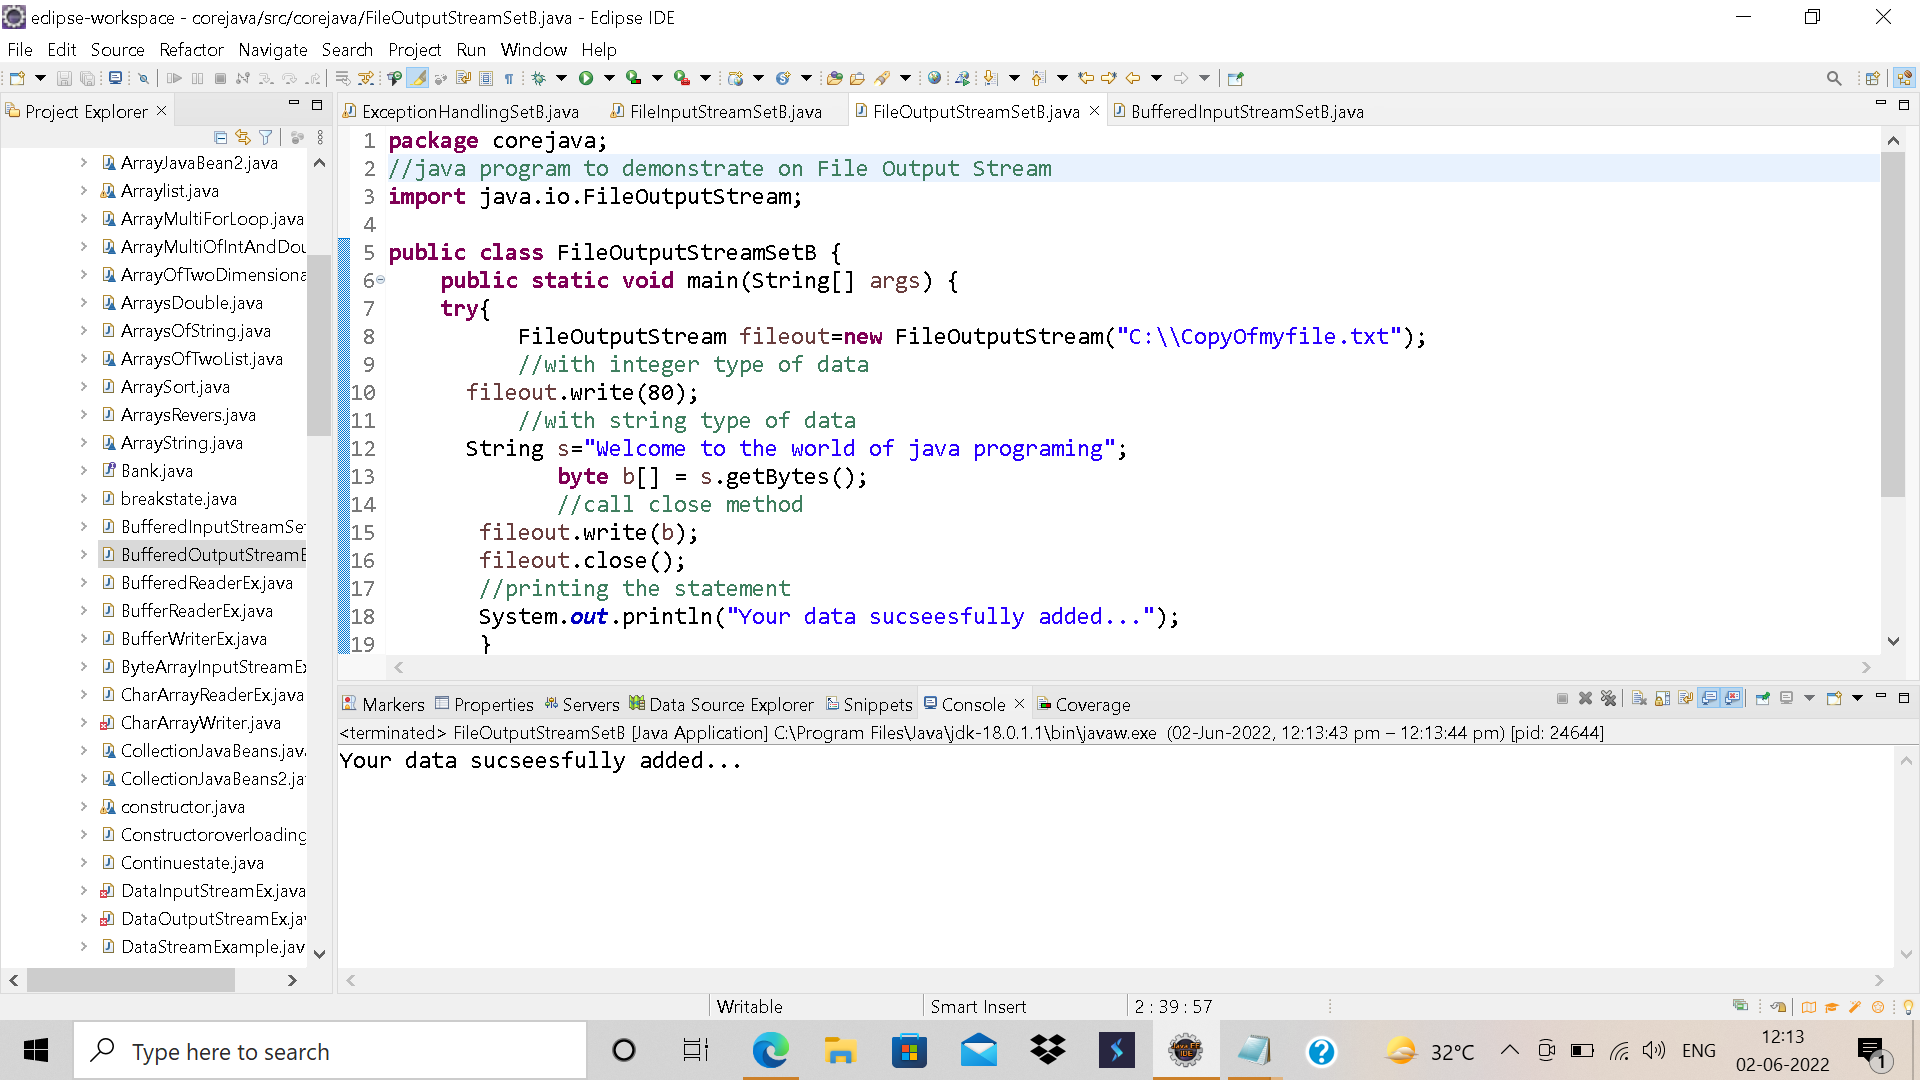 eclipse-workspace - corejava/src/corejava/FileOutputStreamSetB.java - Eclipse IDE
File Edit Source Refactor Navigate Search Project Run Window Help
Project Explorer
ExceptionHandlingSetB.java FileInputStreamSetB.java FileOutputStreamSetB.java BufferedInputStreamSetB.java
ArrayJavaBean2.java
Arraylist.java
ArrayMultiForLoop.java
ArrayMultiOfIntAndDou
ArrayOfTwoDimensiona
ArraysDouble.java
ArraysOfString.java
ArraysOfTwoList.java
ArraySort.java
ArraysRevers.java
ArrayString.java
Bank.java
breakstate.java
BufferedInputStreamSet
BufferedOutputStreamE
BufferedReaderEx.java
BufferReaderEx.java
BufferWriterEx.java
ByteArrayInputStreamEx
CharArrayReaderEx.java
CharArrayWriter.java
CollectionJavaBeans.java
CollectionJavaBeans2.ja
constructor.java
Constructoroverloading
Continuestate.java
DataInputStreamEx.java
DataOutputStreamEx.jav
DataStreamExample.jav
1 package corejava;
2 //java program to demonstrate on File Output Stream
3 import java.io.FileOutputStream;
4
5 public class FileOutputStreamSetB {
6 public static void main(String[] args) {
7 try{
8 FileOutputStream fileout=new FileOutputStream("C:\\CopyOfmyfile.txt");
9 //with integer type of data
10 fileout.write(80);
11 //with string type of data
12 String s="Welcome to the world of java programing";
13 byte b[] = s.getBytes();
14 //call close method
15 fileout.write(b);
16 fileout.close();
17 //printing the statement
18 System.out.println("Your data sucseesfully added...");
19 }
Markers Properties Servers Data Source Explorer Snippets Console Coverage
<terminated> FileOutputStreamSetB [Java Application] C:\Program Files\Java\jdk-18.0.1.1\bin\javaw.exe (02-Jun-2022, 12:13:43 pm – 12:13:44 pm) [pid: 24644]
Your data sucseesfully added...
Writable Smart Insert 2 : 39 : 57
Type here to search
32°C ENG
12:13
02-06-2022
1